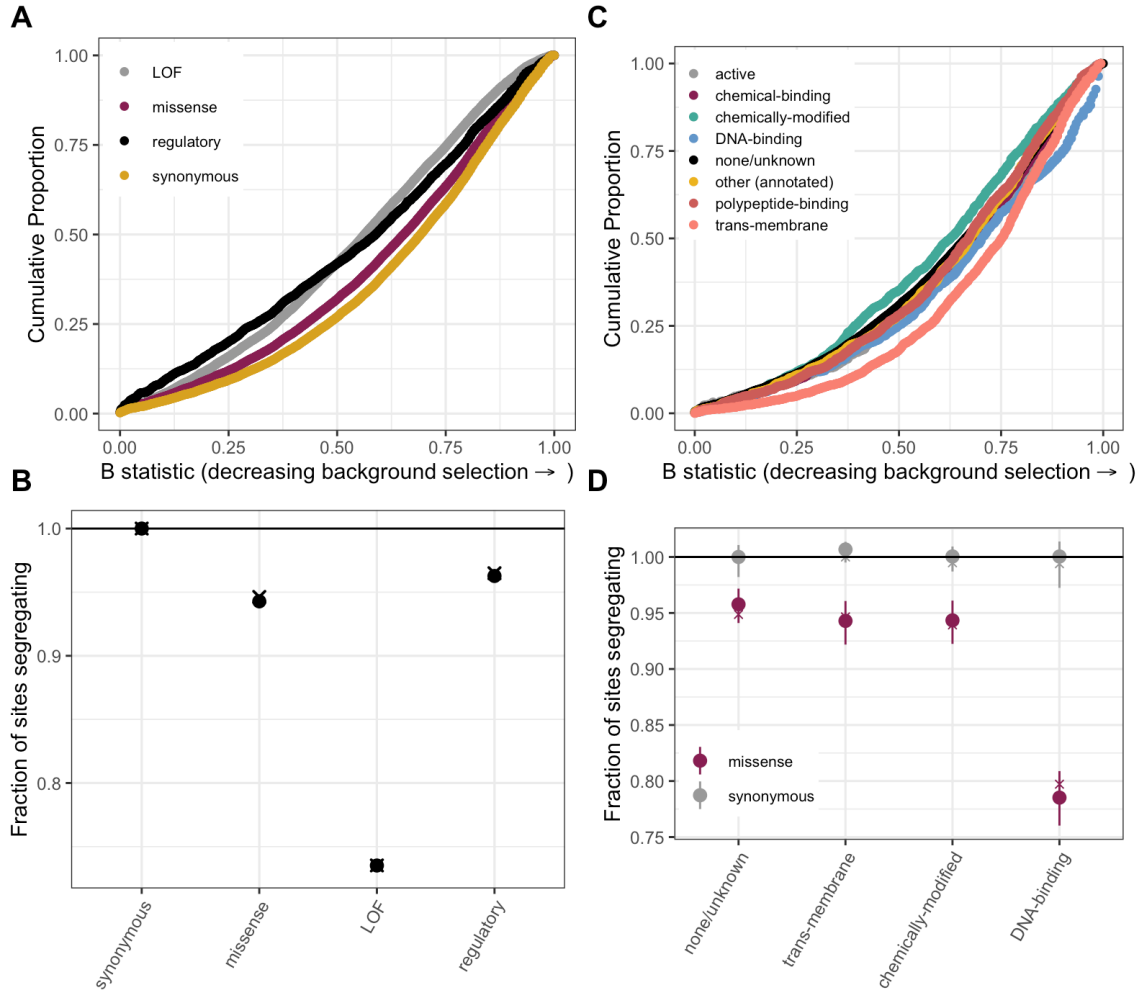 A
1.00
0.75
0.50
0.25
0.00
Cumulative Proportion
LOF
missense
regulatory
synonymous
0.00 0.25 0.50 0.75 1.00
B statistic (decreasing background selection → )
C
1.00
0.75
0.50
0.25
0.00
Cumulative Proportion
active
chemical-binding
chemically-modified
DNA-binding
none/unknown
other (annotated)
polypeptide-binding
trans-membrane
0.00 0.25 0.50 0.75 1.00
B statistic (decreasing background selection → )
B
1.0
0.9
0.8
Fraction of sites segregating
synonymous
missense
LOF
regulatory
D
1.00
0.95
0.90
0.85
0.80
0.75
Fraction of sites segregating
missense
synonymous
none/unknown
trans-membrane
chemically-modified
DNA-binding